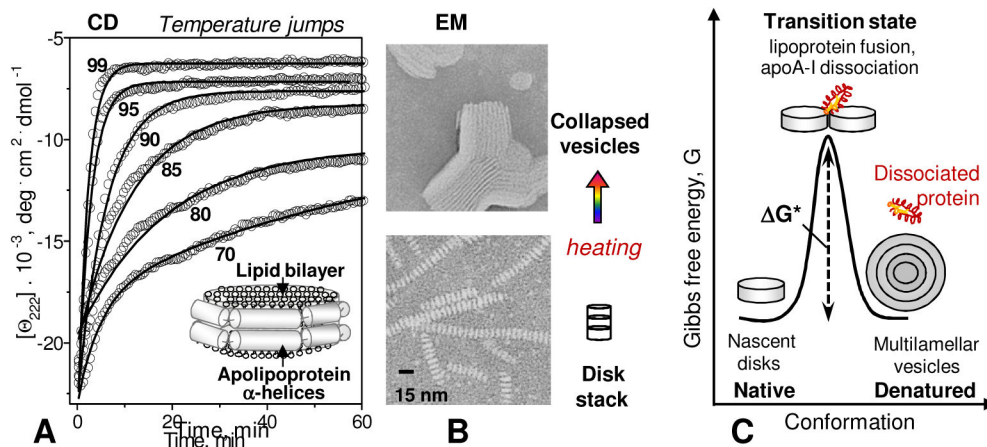 CD
Temperature jumps
-5
-10
-15
-20
[Θ222] · 10⁻³, deg·cm²·dmol⁻¹
99
95
90
85
80
70
Lipid bilayer
Apolipoprotein
α-helices
0
20
40
60
Time, min
Time, min
A
EM
Collapsed
vesicles
heating
Disk
stack
15 nm
B
Transition state
lipoprotein fusion,
apoA-I dissociation
Gibbs free energy, G
ΔG*
Dissociated
protein
Nascent
disks
Native
Multilamellar
vesicles
Denatured
Conformation
C